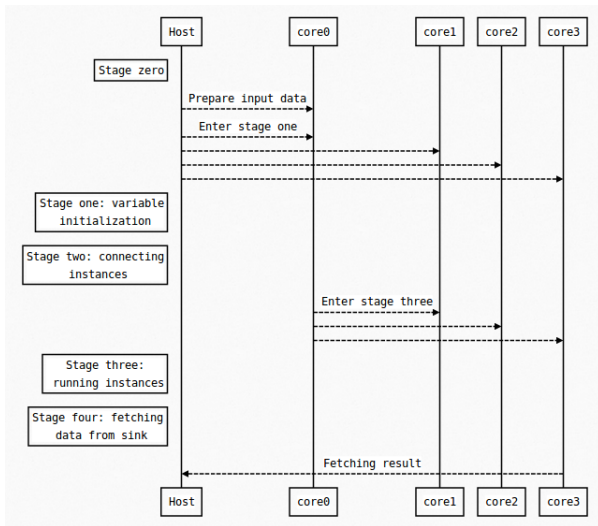 Host
core0
core1
core2
core3
Stage zero
Prepare input data
Enter stage one
Stage one: variable
initialization
Stage two: connecting
instances
Enter stage three
Stage three:
running instances
Stage four: fetching
data from sink
Fetching result
Host
core0
core1
core2
core3